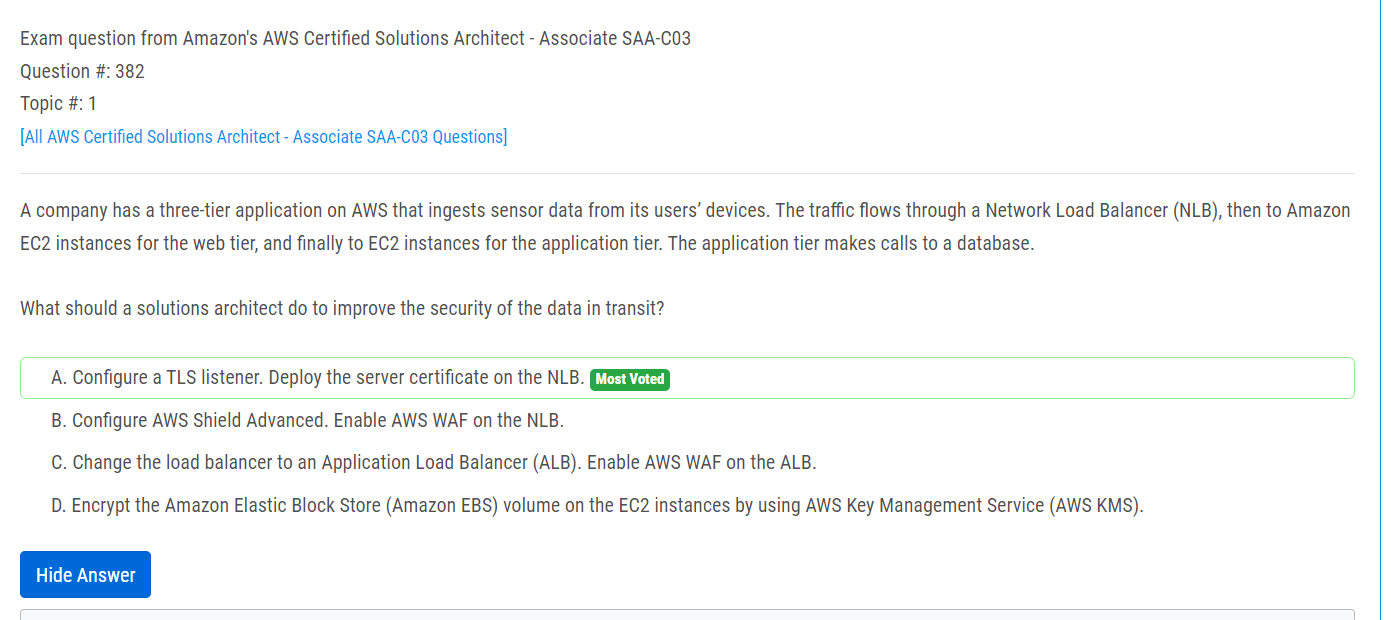 Exam question from Amazon's AWS Certified Solutions Architect - Associate SAA-C03
Question #: 382
Topic #: 1
[All AWS Certified Solutions Architect - Associate SAA-C03 Questions]
A company has a three-tier application on AWS that ingests sensor data from its users’ devices. The traffic flows through a Network Load Balancer (NLB), then to Amazon
EC2 instances for the web tier, and finally to EC2 instances for the application tier. The application tier makes calls to a database.
What should a solutions architect do to improve the security of the data in transit?
A. Configure a TLS listener. Deploy the server certificate on the NLB. Most Voted
B. Configure AWS Shield Advanced. Enable AWS WAF on the NLB.
C. Change the load balancer to an Application Load Balancer (ALB). Enable AWS WAF on the ALB.
D. Encrypt the Amazon Elastic Block Store (Amazon EBS) volume on the EC2 instances by using AWS Key Management Service (AWS KMS).
Hide Answer